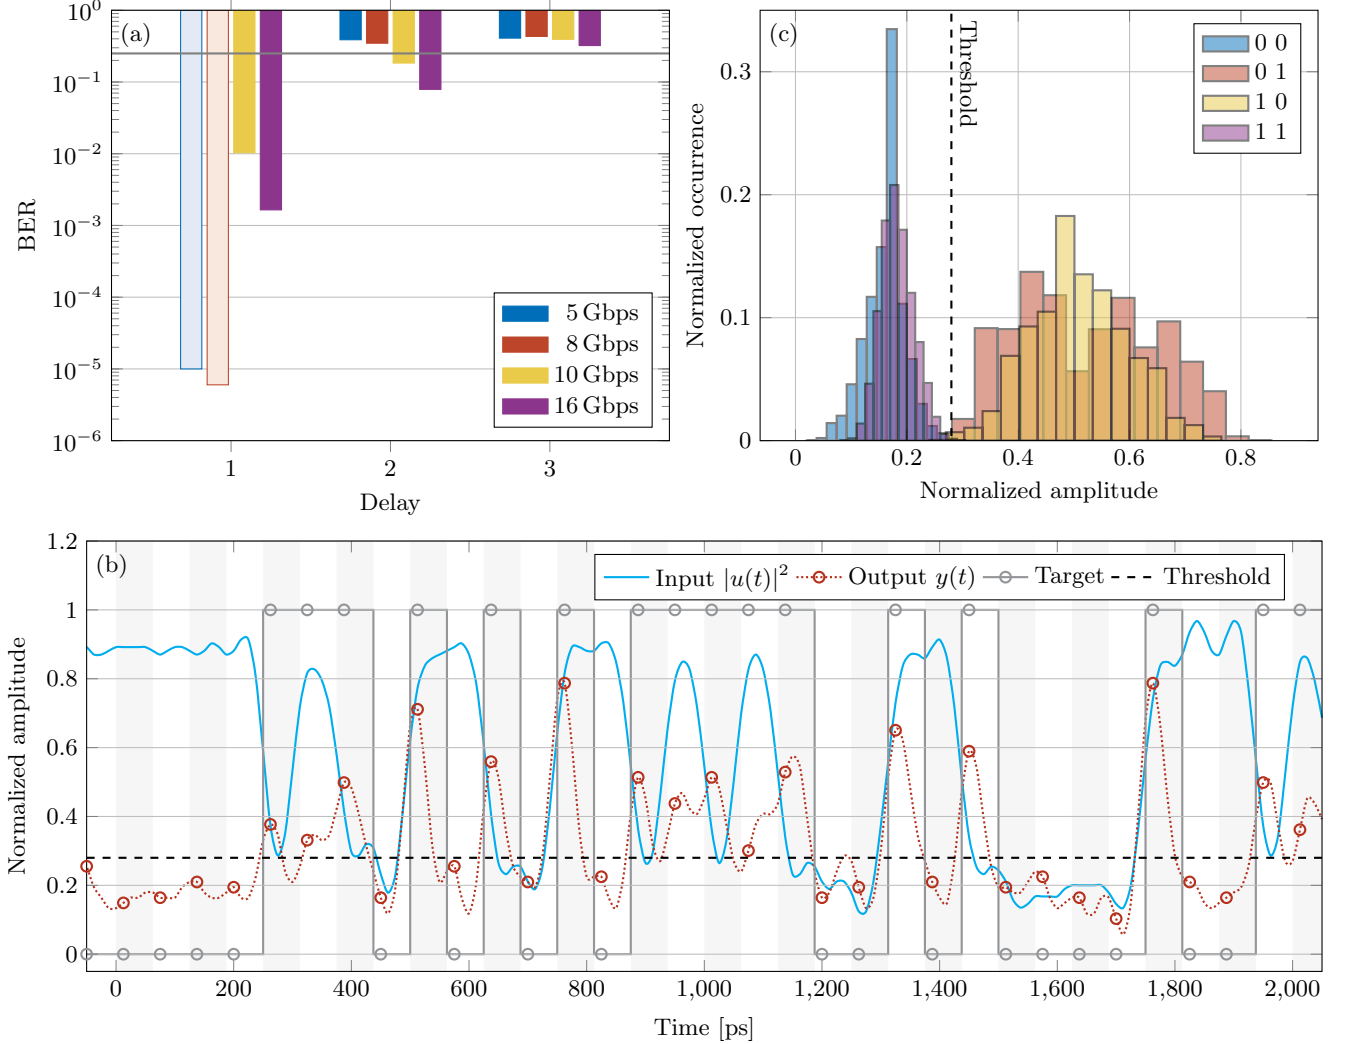 (a)
10⁰
10⁻¹
10⁻²
10⁻³
10⁻⁴
10⁻⁵
10⁻⁶
BER
5 Gbps
8 Gbps
10 Gbps
16 Gbps
1 2 3
Delay
(c)
Threshold
0 0
0 1
1 0
1 1
0.3
0.2
0.1
0
Normalized occurrence
0 0.2 0.4 0.6 0.8
Normalized amplitude
(b)
Input |u(t)|² Output y(t) Target Threshold
1.2
1
0.8
0.6
0.4
0.2
0
Normalized amplitude
0 200 400 600 800 1,000 1,200 1,400 1,600 1,800 2,000
Time [ps]